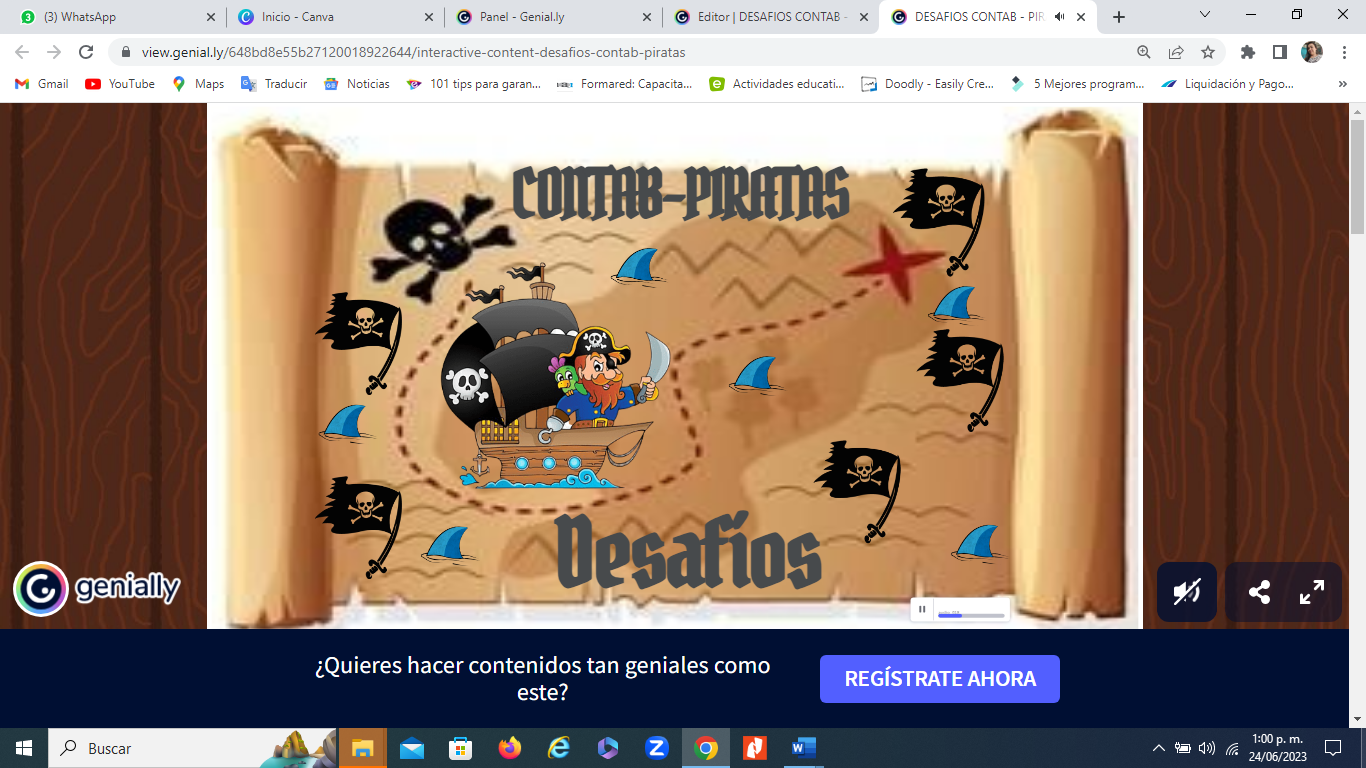 (3) WhatsApp
Inicio - Canva
Panel - Genial.ly
Editor | DESAFIOS CONTAB -
DESAFIOS CONTAB - PIR
view.genial.ly/648bd8e55b27120018922644/interactive-content-desafios-contab-piratas
Gmail
YouTube
Maps
Traducir
Noticias
101 tips para garan...
Formared: Capacita...
Actividades educati...
Doodly - Easily Cre...
5 Mejores program...
Liquidación y Pago...
»
CONTAB-PIRATAS
Desafíos
genially
¿Quieres hacer contenidos tan geniales como
este?
REGÍSTRATE AHORA
Buscar
1:00 p. m.
24/06/2023